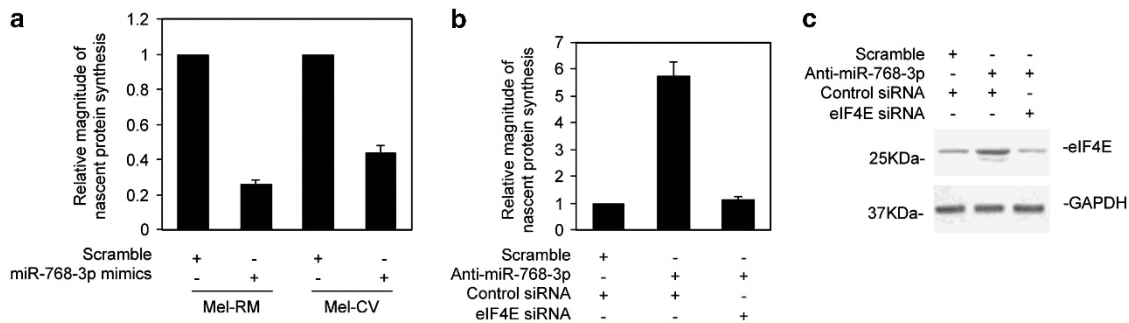 a
Relative magnitude of
nascent protein synthesis
1.2
1
0.8
0.6
0.4
0.2
0
Scramble + - + -
miR-768-3p mimics - + - +
Mel-RM Mel-CV
b
Relative magnitude of
nascent protein synthesis
7
6
5
4
3
2
1
0
Scramble + - -
Anti-miR-768-3p - + +
Control siRNA + + -
eIF4E siRNA - - +
c
Scramble + - -
Anti-miR-768-3p - + +
Control siRNA + + -
eIF4E siRNA - - +
25KDa- -eIF4E
37KDa- -GAPDH